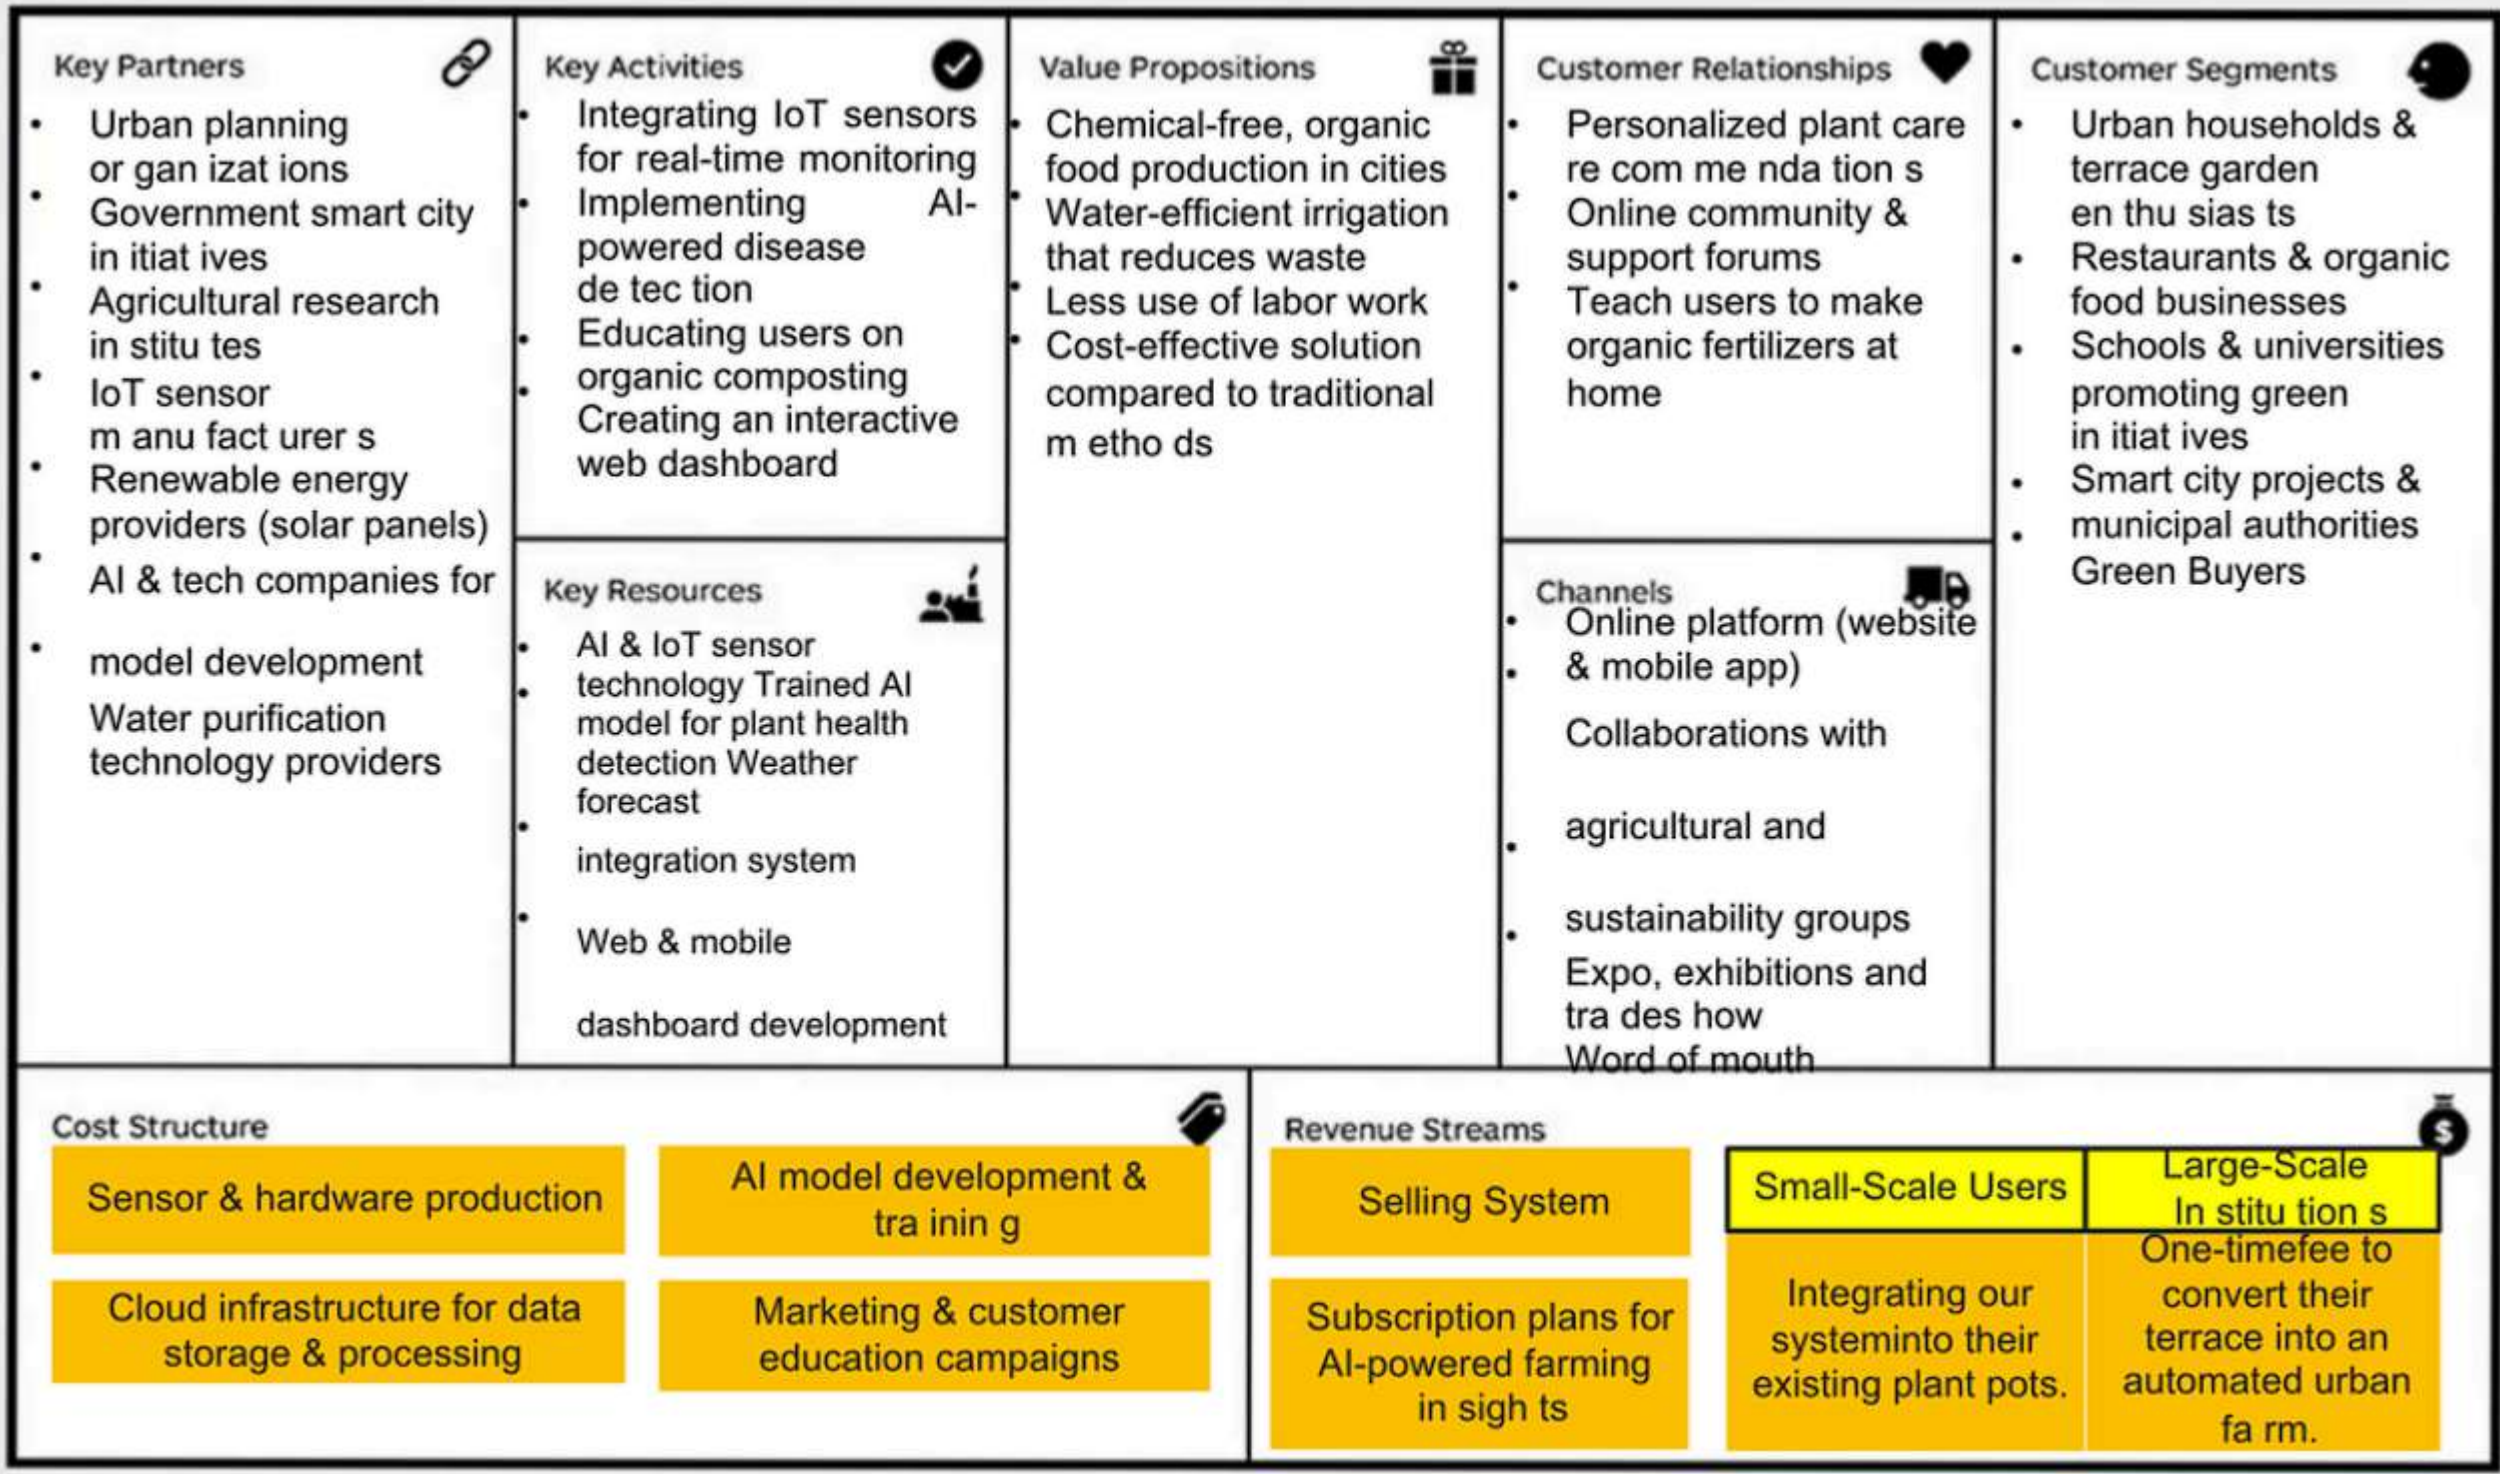 Key Partners
• Urban planning
or gan izat ions
• Government smart city
in itiat ives
• Agricultural research
in stitu tes
• IoT sensor
m anu fact urer s
• Renewable energy
providers (solar panels)
• AI & tech companies for
• model development
Water purification
technology providers
Key Activities
• Integrating IoT sensors
for real-time monitoring
• Implementing AI-
powered disease
de tec tion
• Educating users on
organic composting
• Creating an interactive
web dashboard
Key Resources
• AI & IoT sensor
• technology Trained AI
model for plant health
detection Weather
forecast
• integration system
• Web & mobile
dashboard development
Value Propositions
• Chemical-free, organic
food production in cities
• Water-efficient irrigation
that reduces waste
• Less use of labor work
• Cost-effective solution
compared to traditional
m etho ds
Customer Relationships
• Personalized plant care
re com me nda tion s
• Online community &
support forums
• Teach users to make
organic fertilizers at
home
Channels
• Online platform (website
• & mobile app)
Collaborations with
• agricultural and
• sustainability groups
Expo, exhibitions and
tra des how
Word of mouth
Customer Segments
• Urban households &
terrace garden
en thu sias ts
• Restaurants & organic
food businesses
• Schools & universities
promoting green
in itiat ives
• Smart city projects &
• municipal authorities
Green Buyers
Cost Structure
Sensor & hardware production
AI model development &
tra inin g
Cloud infrastructure for data
storage & processing
Marketing & customer
education campaigns
Revenue Streams
$
Selling System
Subscription plans for
AI-powered farming
in sigh ts
Small-Scale Users
Integrating our
systeminto their
existing plant pots.
Large-Scale
In stitu tion s
One-timefee to
convert their
terrace into an
automated urban
fa rm.